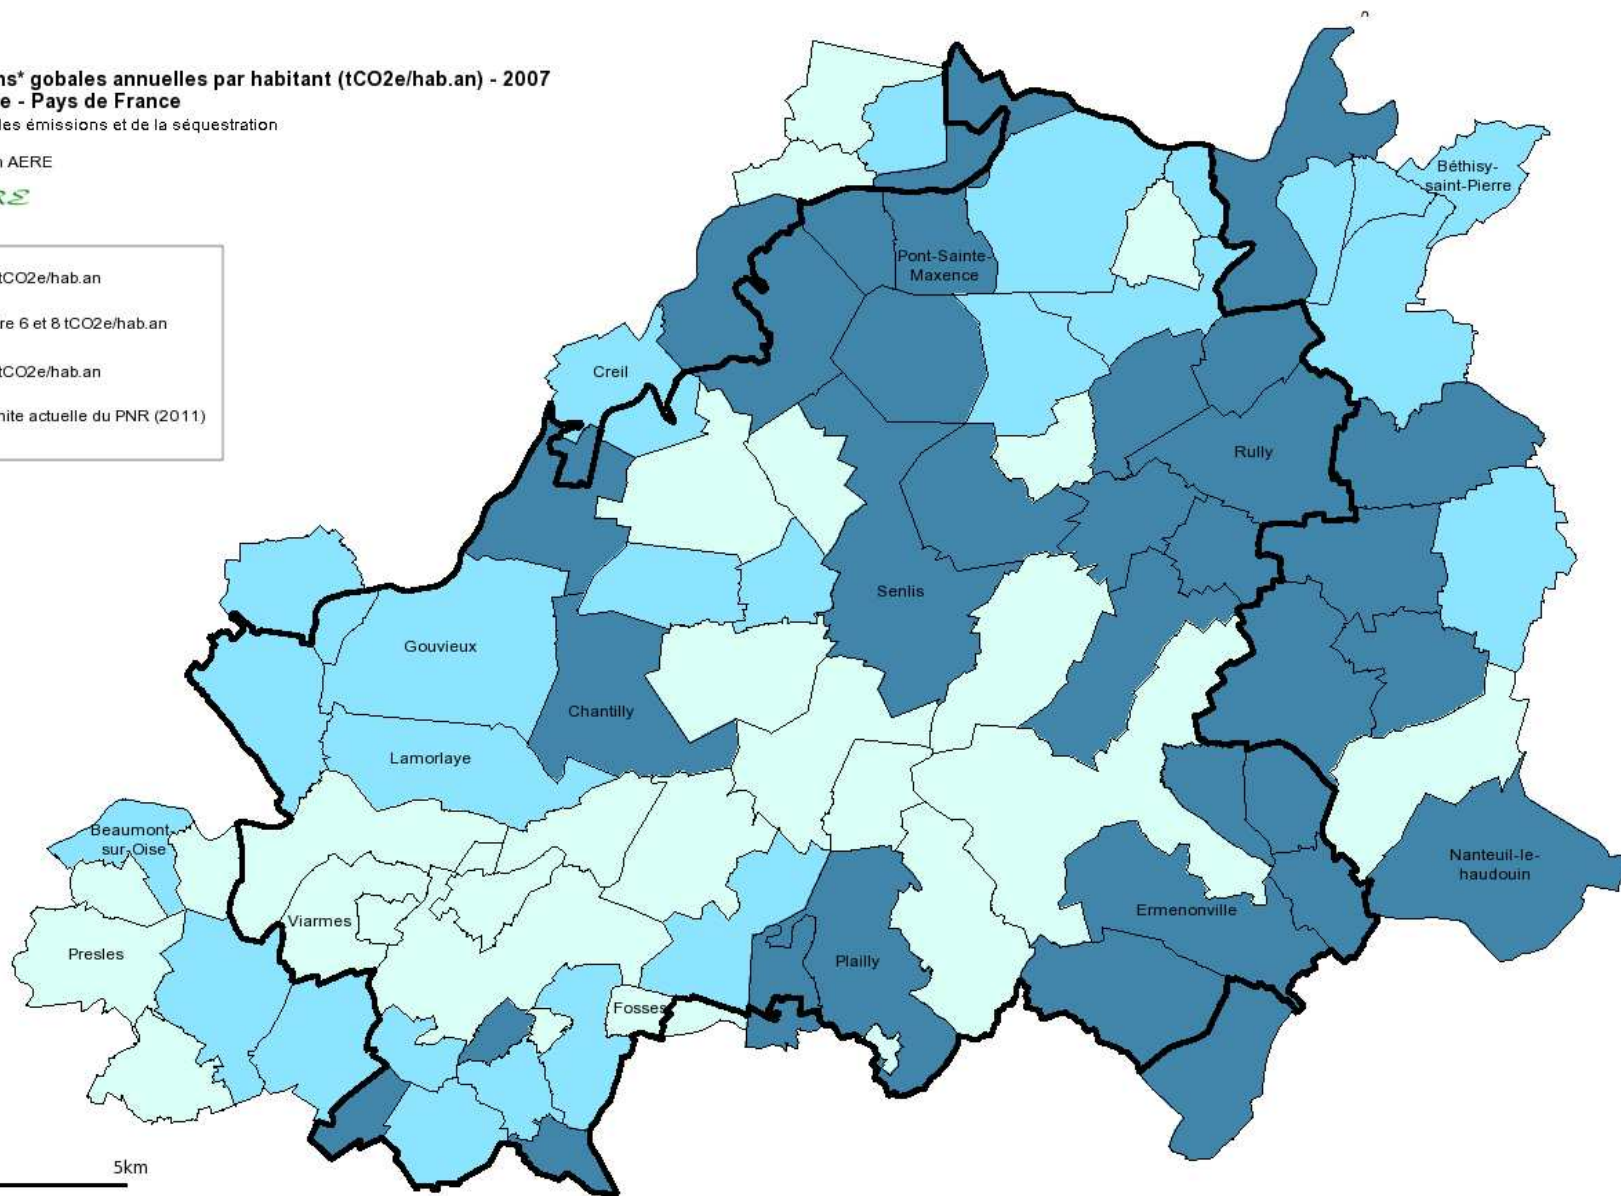 ns* gobales annuelles par habitant (tCO2e/hab.an) - 2007
e - Pays de France
les émissions et de la séquestration
n AERE
RE
tCO2e/hab.an
re 6 et 8 tCO2e/hab.an
tCO2e/hab.an
mite actuelle du PNR (2011)
Béthisy-
saint-Pierre
Pont-Sainte-
Maxence
Creil
Rully
Senlis
Gouvieux
Chantilly
Lamorlaye
Beaumont-
sur-Oise
Nanteuil-le-
haudouin
Viarmes
Ermenonville
Presles
Plailly
Fosses
5km